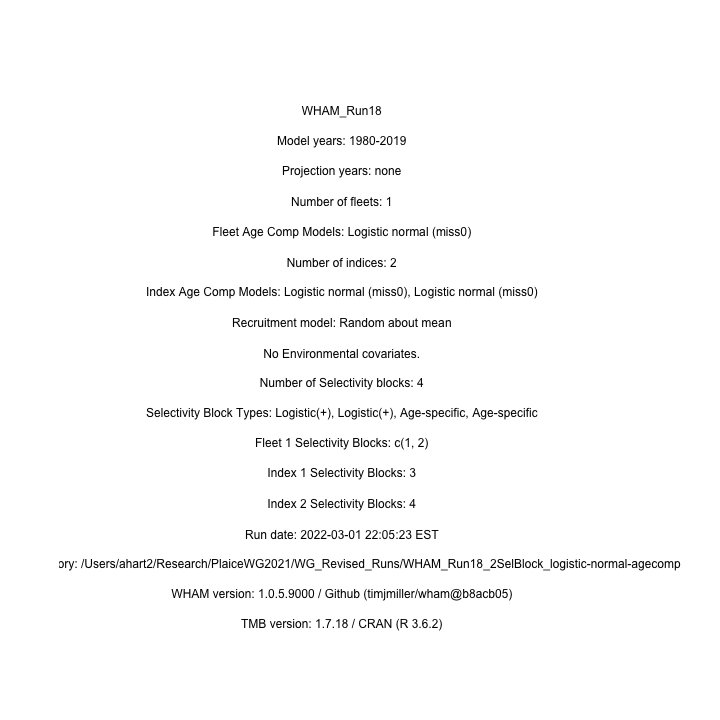 WHAM_Run18
Model years: 1980-2019
Projection years: none
Number of fleets: 1
Fleet Age Comp Models: Logistic normal (miss0)
Number of indices: 2
Index Age Comp Models: Logistic normal (miss0), Logistic normal (miss0)
Recruitment model: Random about mean
No Environmental covariates.
Number of Selectivity blocks: 4
Selectivity Block Types: Logistic(+), Logistic(+), Age-specific, Age-specific
Fleet 1 Selectivity Blocks: c(1, 2)
Index 1 Selectivity Blocks: 3
Index 2 Selectivity Blocks: 4
Run date: 2022-03-01 22:05:23 EST
ory: /Users/ahart2/Research/PlaiceWG2021/WG_Revised_Runs/WHAM_Run18_2SelBlock_logistic-normal-agecomp
WHAM version: 1.0.5.9000 / Github (timjmiller/wham@b8acb05)
TMB version: 1.7.18 / CRAN (R 3.6.2)